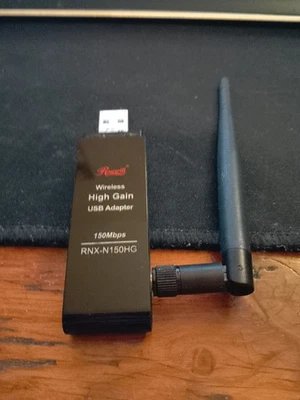 Rosewill
Wireless
High Gain
USB Adapter
150Mbps
RNX-N150HG